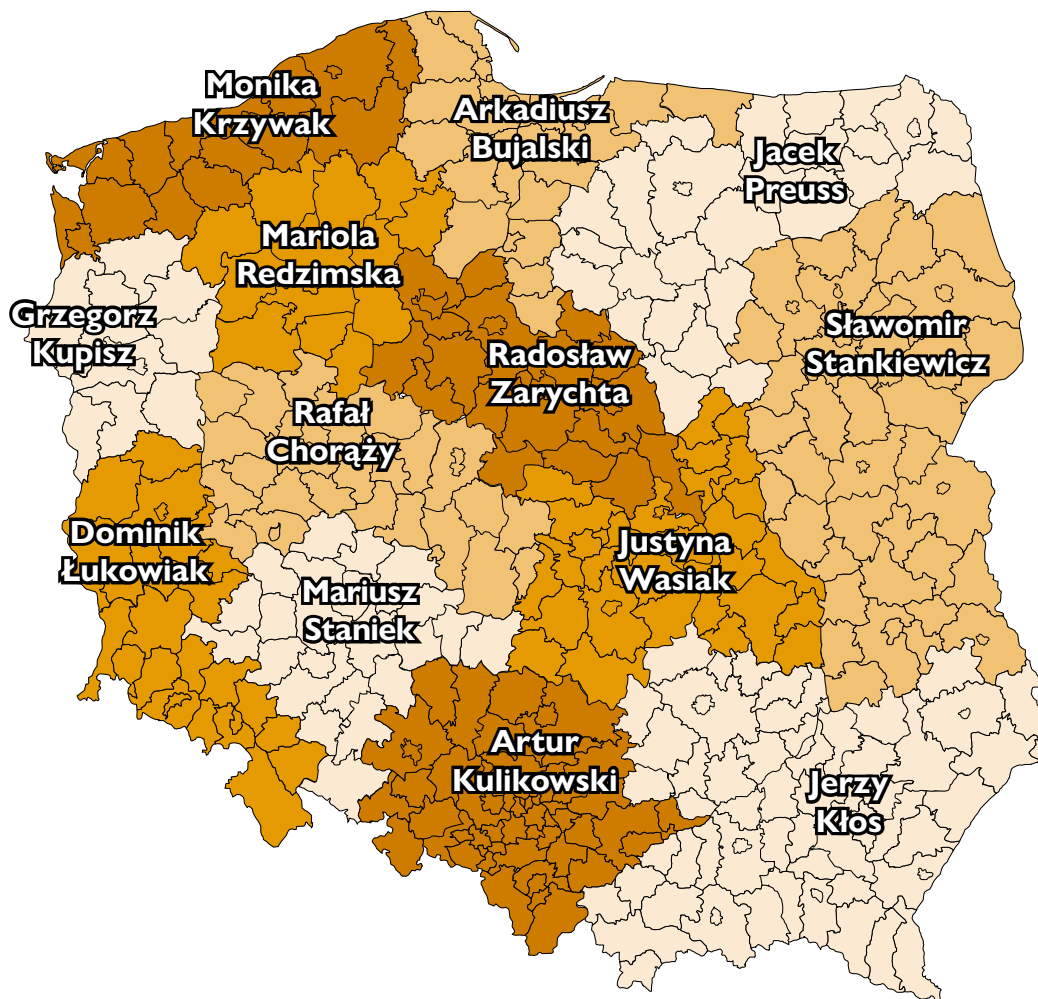 Monika
Krzywak
Arkadiusz
Bujalski
Jacek
Preuss
Mariola
Redzimska
Grzegorz
Kupisz
Radosław
Zarychta
Sławomir
Stankiewicz
Rafał
Chorąży
Dominik
Łukowiak
Justyna
Wasiak
Mariusz
Staniek
Artur
Kulikowski
Jerzy
Kłos